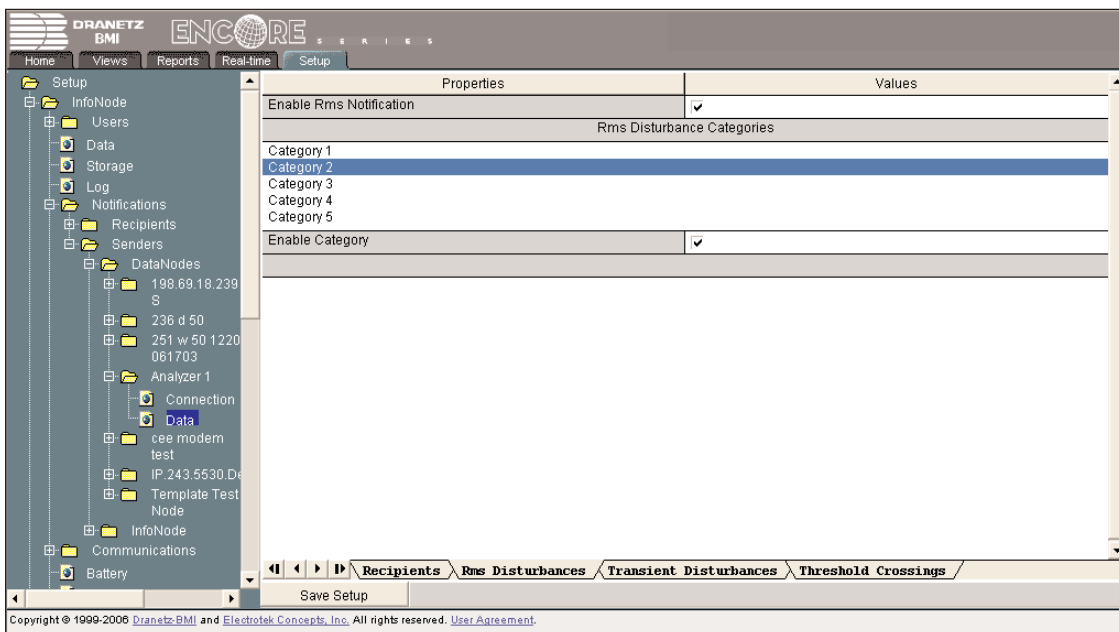 DRANETZ
BMI
ENCORE
SERIES
Home Views Reports Real-time Setup
Setup
InfoNode
Users
Data
Storage
Log
Notifications
Recipients
Senders
DataNodes
198.69.18.239
S
236 d 50
251 w 50 1220
061703
Analyzer 1
Connection
Data
cee modem
test
IP.243.5530.De
Template Test
Node
InfoNode
Communications
Battery
Properties Values
Enable Rms Notification
Rms Disturbance Categories
Category 1
Category 2
Category 3
Category 4
Category 5
Enable Category
Recipients Rms Disturbances Transient Disturbances Threshold Crossings
Save Setup
Copyright © 1999-2006 Dranetz-BMI and Electrotek Concepts, Inc. All rights reserved. User Agreement.